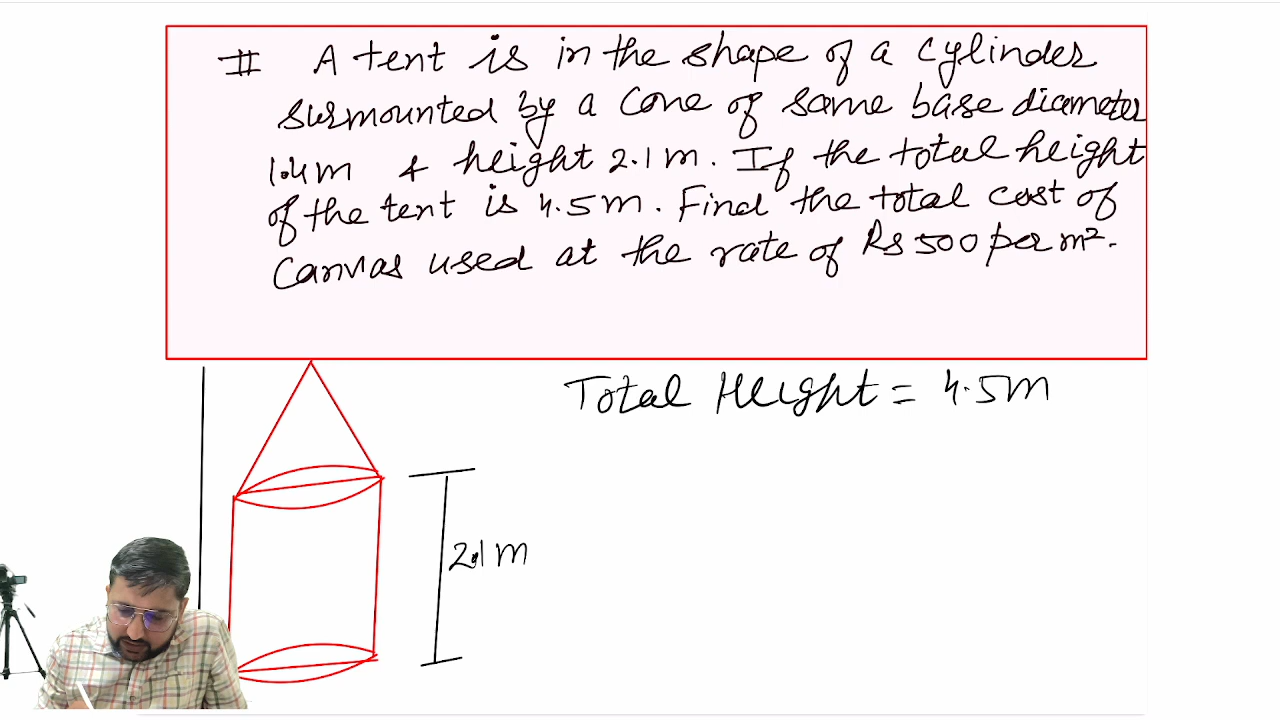 # A tent is in the shape of a cylinder
surmounted by a cone of same base diameter
1.4m & height 2.1m. If the total height
of the tent is 4.5m. Find the total cost of
canvas used at the rate of Rs 500 per m².
Total Height = 4.5m
2.1m